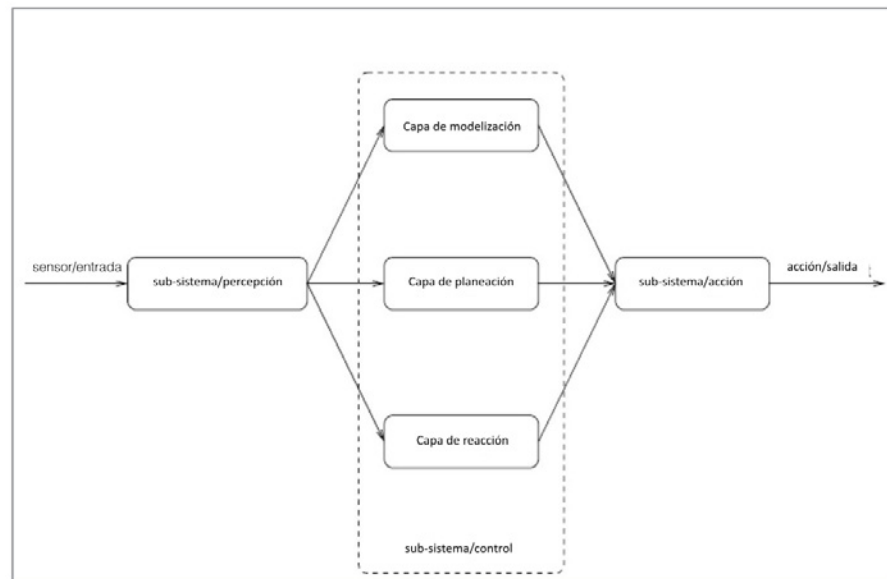 Capa de modelización
sensor/entrada
sub-sistema/percepción
Capa de planeación
sub-sistema/acción
acción/salida
Capa de reacción
sub-sistema/control